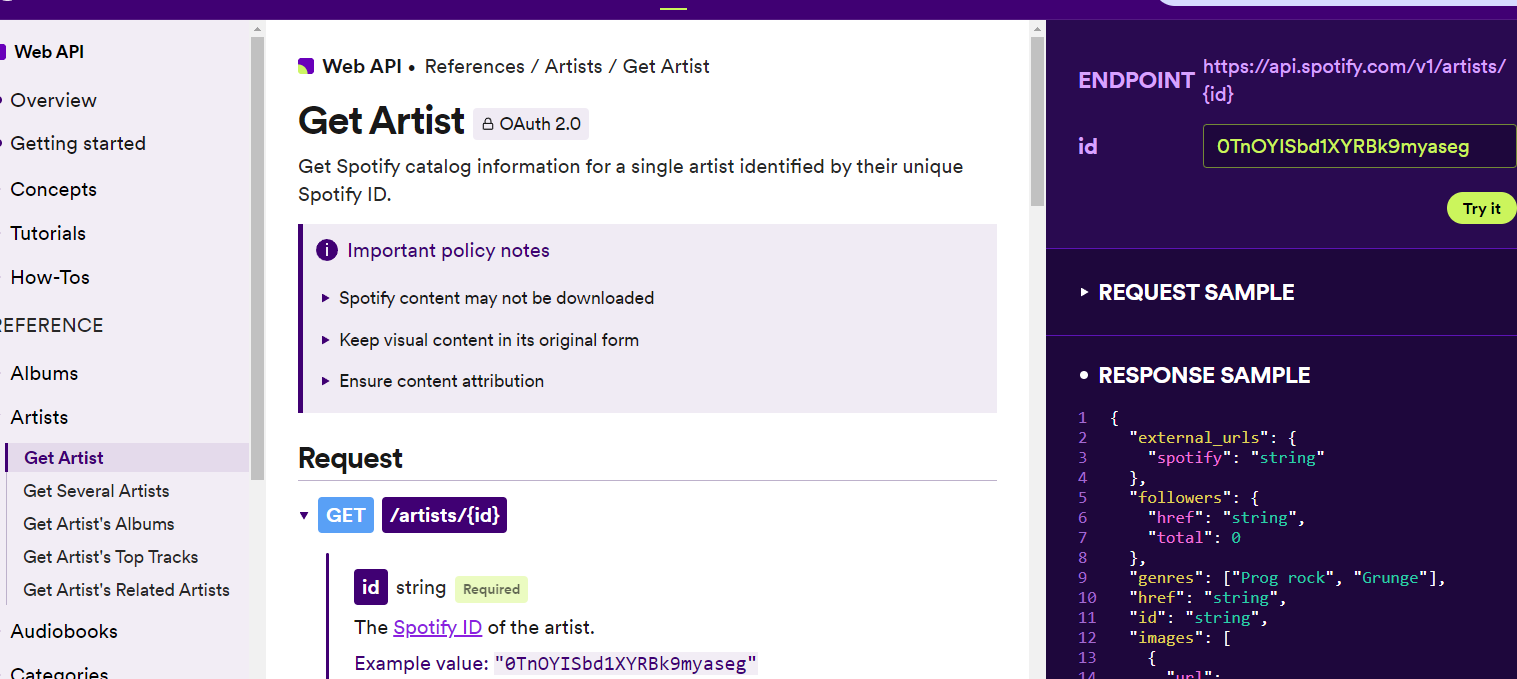 Web API
Overview
Getting started
Concepts
Tutorials
How-Tos
REFERENCE
Albums
Artists
Get Artist
Get Several Artists
Get Artist's Albums
Get Artist's Top Tracks
Get Artist's Related Artists
Audiobooks
Categories
Web API • References / Artists / Get Artist
Get Artist OAuth 2.0
Get Spotify catalog information for a single artist identified by their unique
Spotify ID.
Important policy notes
Spotify content may not be downloaded
Keep visual content in its original form
Ensure content attribution
Request
GET /artists/{id}
id string Required
The Spotify ID of the artist.
Example value: "0TnOYISbd1XYRBk9myaseg"
ENDPOINT https://api.spotify.com/v1/artists/
{id}
id 0TnOYISbd1XYRBk9myaseg
Try it
REQUEST SAMPLE
RESPONSE SAMPLE
1 {
2 "external_urls": {
3 "spotify": "string"
4 },
5 "followers": {
6 "href": "string",
7 "total": 0
8 },
9 "genres": ["Prog rock", "Grunge"],
10 "href": "string",
11 "id": "string",
12 "images": [
13 {
14 "url":